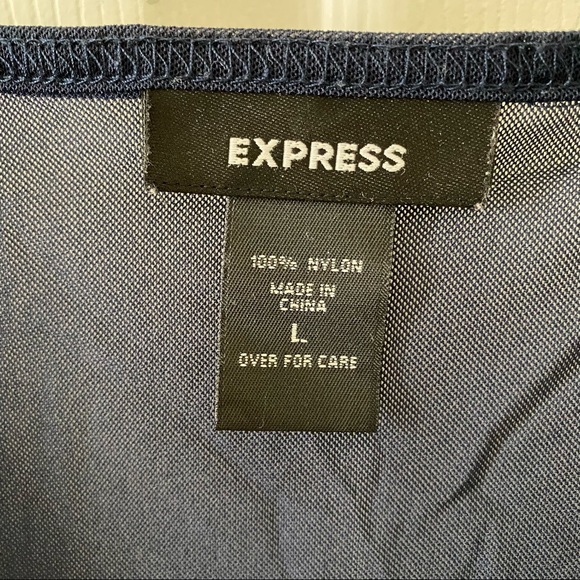 EXPRESS
100% NYLON
MADE IN
CHINA
L
OVER FOR CARE